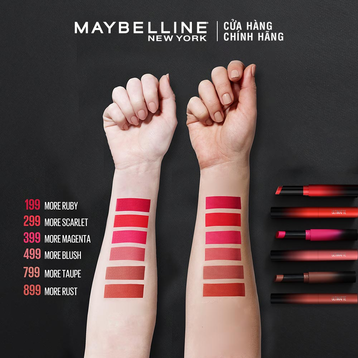 MAYBELLINE
NEW YORK
CỬA HÀNG
CHÍNH HÃNG
199 MORE RUBY
299 MORE SCARLET
399 MORE MAGENTA
499 MORE BLUSH
799 MORE TAUPE
899 MORE RUST